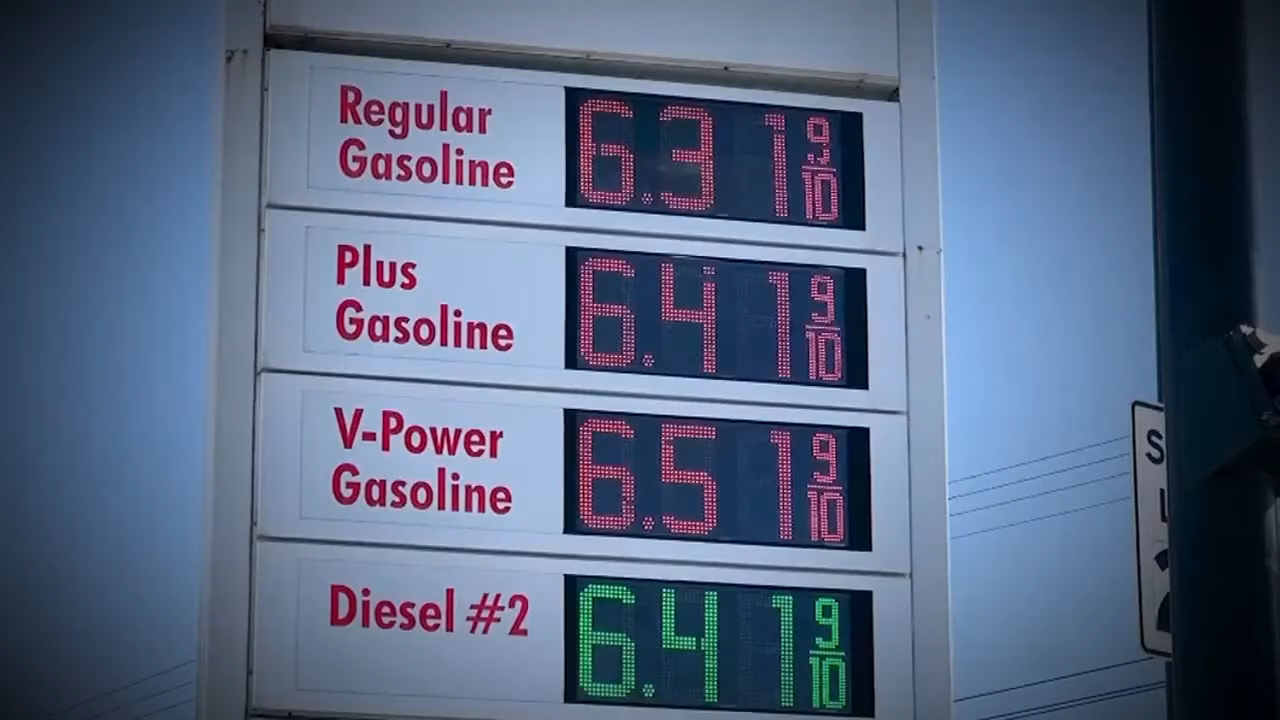 Regular
Gasoline
6.31 9/10
Plus
Gasoline
6.41 9/10
V-Power
Gasoline
6.51 9/10
Diesel #2
6.41 9/10
S